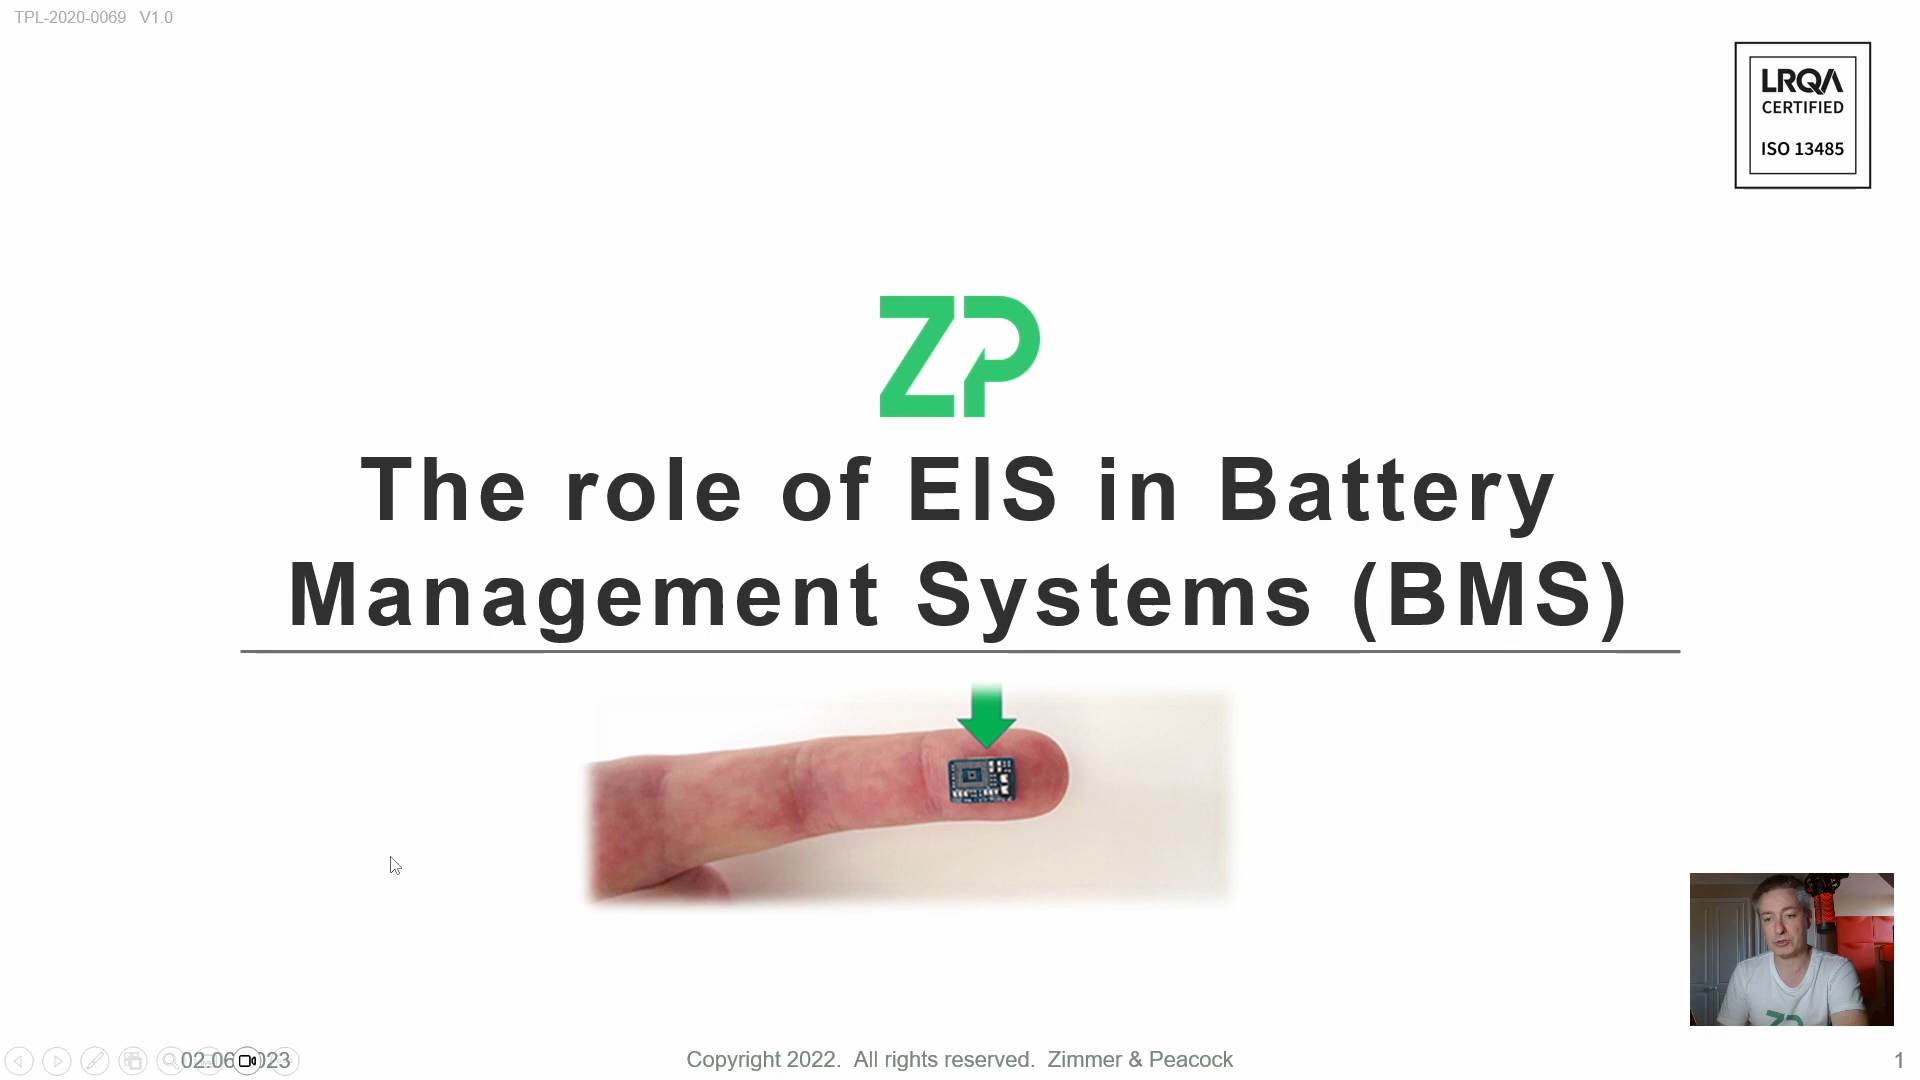 TPL-2020-0069 V1.0
LRQA
CERTIFIED
ISO 13485
ZP
The role of EIS in Battery
Management Systems (BMS)
ZP
Copyright 2022. All rights reserved. Zimmer & Peacock
1